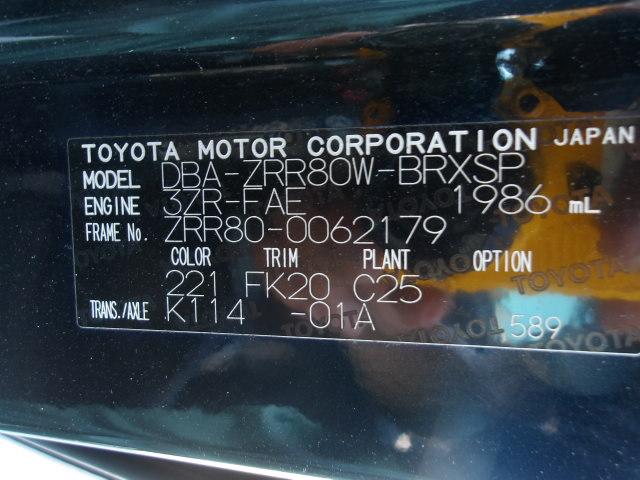 TOYOTA MOTOR CORPORATION JAPAN
MODEL DBA-ZRR80W-BRXSP
ENGINE 3ZR-FAE 1986 mL
FRAME No. ZRR80-0062179
COLOR TRIM PLANT OPTION
221 FK20 C25
TRANS./AXLE K114 -01A
589